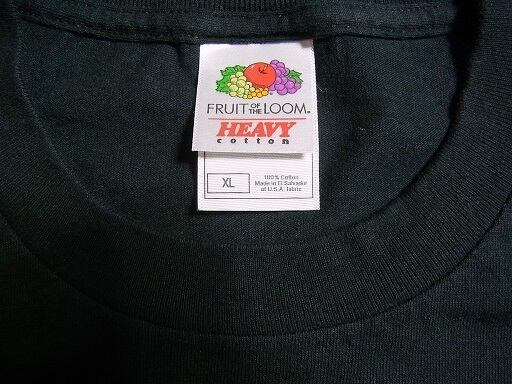 FRUIT OF THE LOOM®
HEAVY
cotton
XL
100% Cotton
Made in El Salvador
of U.S.A. fabric